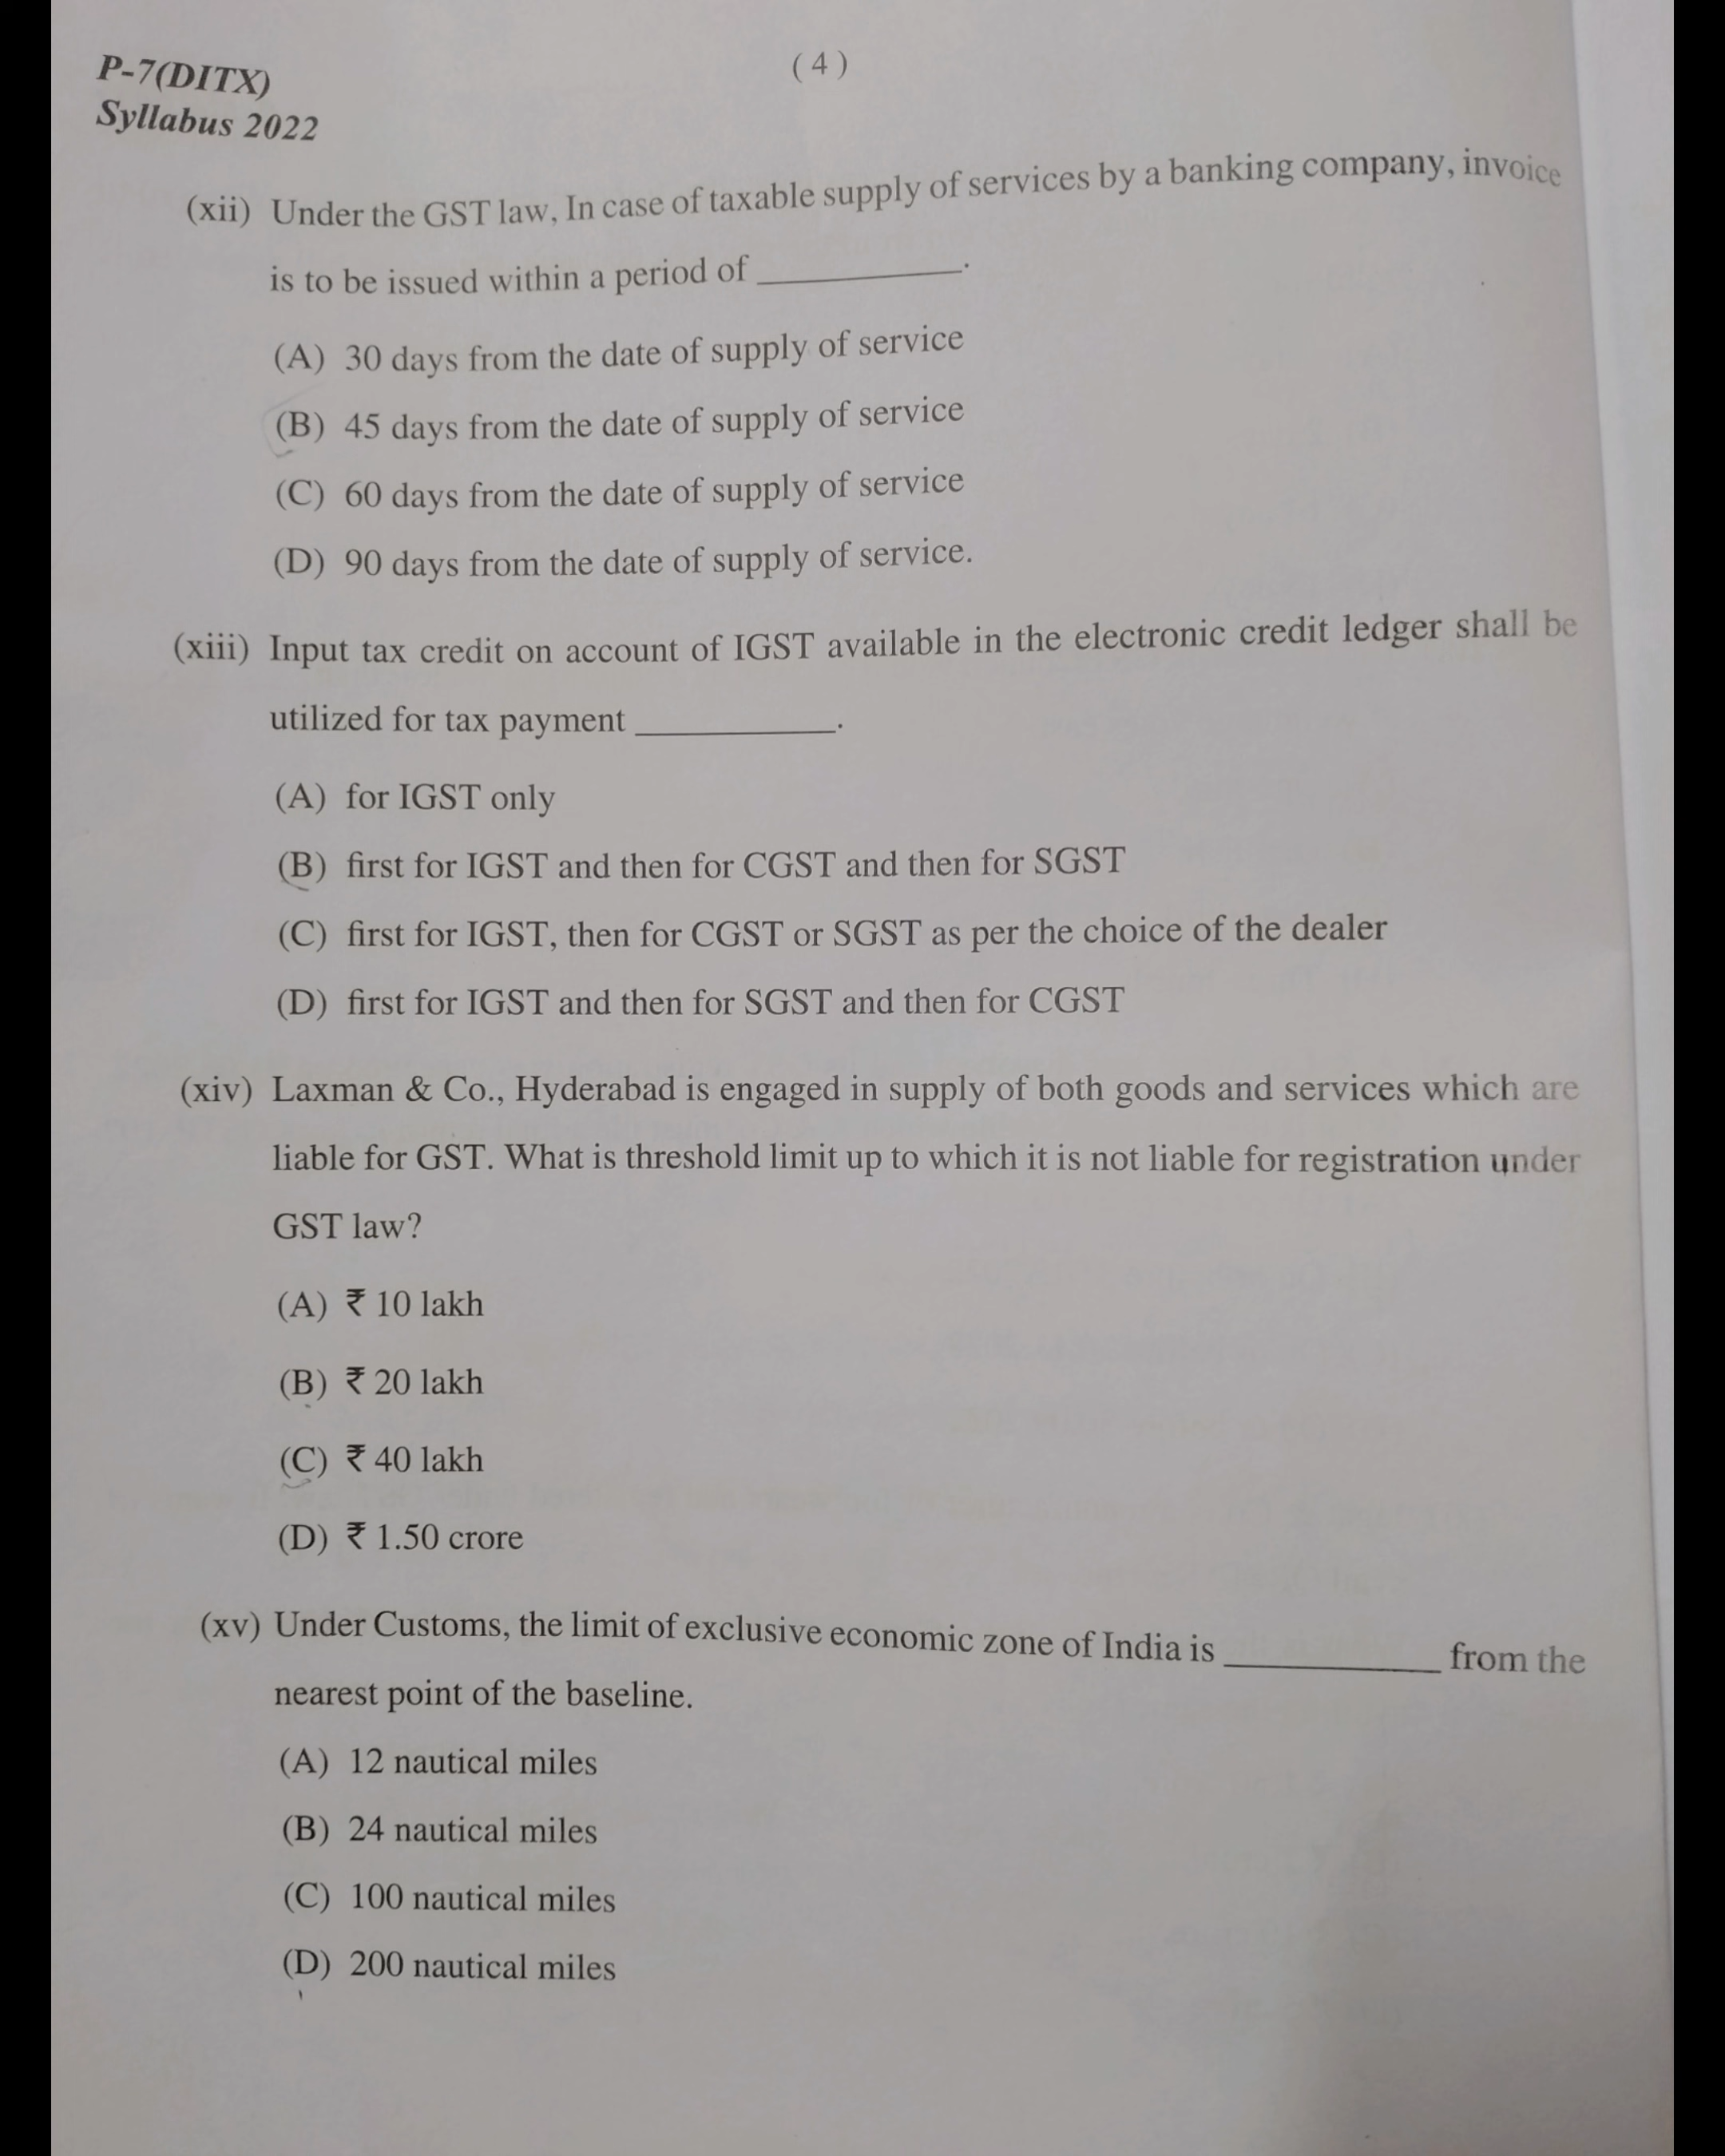 P-7(DITX)
(4)
Syllabus 2022
(xii) Under the GST law, In case of taxable supply of services by a banking company, invoice
is to be issued within a period of ____________.
(A) 30 days from the date of supply of service
(B) 45 days from the date of supply of service
(C) 60 days from the date of supply of service
(D) 90 days from the date of supply of service.
(xiii) Input tax credit on account of IGST available in the electronic credit ledger shall be
utilized for tax payment ____________.
(A) for IGST only
(B) first for IGST and then for CGST and then for SGST
(C) first for IGST, then for CGST or SGST as per the choice of the dealer
(D) first for IGST and then for SGST and then for CGST
(xiv) Laxman & Co., Hyderabad is engaged in supply of both goods and services which are
liable for GST. What is threshold limit up to which it is not liable for registration under
GST law?
(A) ₹ 10 lakh
(B) ₹ 20 lakh
(C) ₹ 40 lakh
(D) ₹ 1.50 crore
(xv) Under Customs, the limit of exclusive economic zone of India is ____________ from the
nearest point of the baseline.
(A) 12 nautical miles
(B) 24 nautical miles
(C) 100 nautical miles
(D) 200 nautical miles